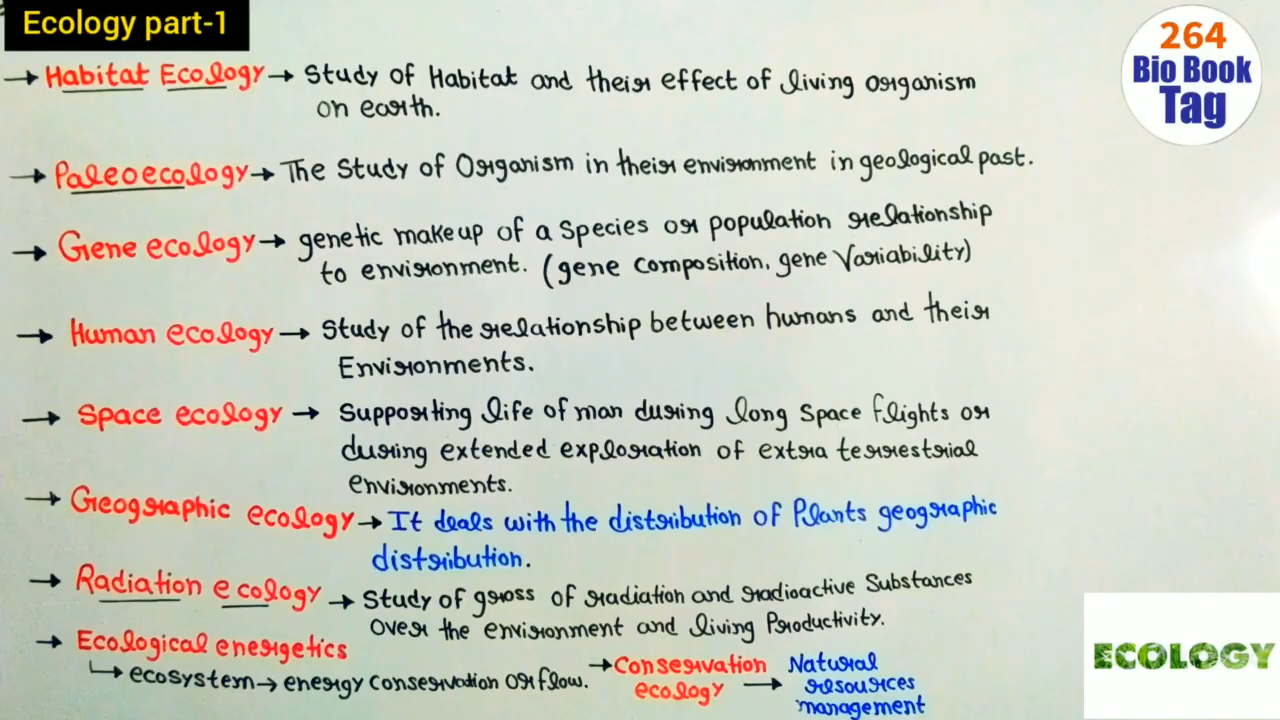 Ecology part-1
264
Bio Book
Tag
→ Habitat Ecology → Study of Habitat and their effect of living organism
on earth.
→ Paleoecology → The Study of Organism in their environment in geological past.
→ Gene ecology → genetic makeup of a Species or population relationship
to environment. (gene composition, gene Variability)
→ Human ecology → Study of the relationship between humans and their
Environments.
→ Space ecology → Supporting life of man during long Space flights or
during extended exploration of extra terrestrial
environments.
→ Geographic ecology → It deals with the distribution of Plants geographic
distribution.
→ Radiation ecology → Study of gross of radiation and radioactive Substances
over the environment and living Productivity.
→ Ecological energetics
↳ ecosystem → energy conservation or flow.
→ Conservation
ecology → Natural
resources
management
ECOLOGY